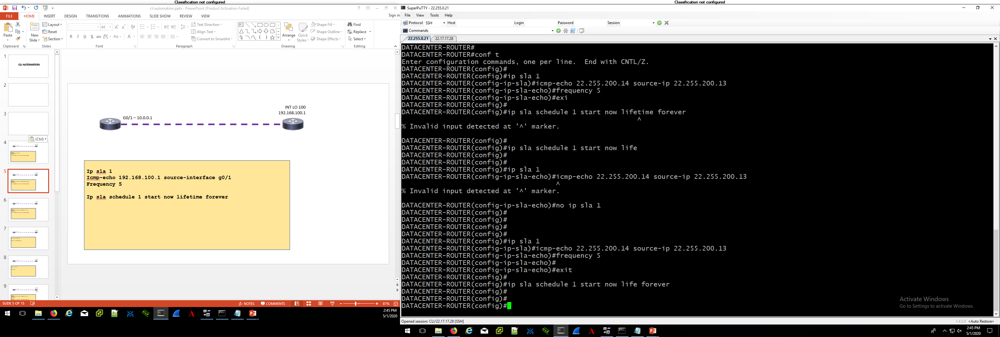 Classification not configured
Classification not configured
cli automation.pptx - PowerPoint (Product Activation Failed)
FILE HOME INSERT DESIGN TRANSITIONS ANIMATIONS SLIDE SHOW REVIEW VIEW Sign in
Paste
New Slide
Layout
Reset
Section
44
B I U S abc AV Aa A
Text Direction
Align Text
Convert to SmartArt
Arrange
Quick Styles
Shape Fill
Shape Outline
Shape Effects
Find
Replace
Select
Clipboard Slides Font Paragraph Drawing Editing
1
CLI AUTOMATION
2
3
(Ctrl)
4
5
6
7
8
9
INT LO 100
192.168.100.1
G0/1 – 10.0.0.1
Ip sla 1
Icmp-echo 192.168.100.1 source-interface g0/1
Frequency 5
Ip sla schedule 1 start now lifetime forever
SLIDE 5 OF 15 NOTES COMMENTS 81%
2:45 PM
5/1/2020
SuperPuTTY - 22.255.0.21
File View Tools Help
Protocol SSH Host Login Password Session
Commands
22.255.0.21 22.17.17.28
DATACENTER-ROUTER#
DATACENTER-ROUTER#conf t
Enter configuration commands, one per line.  End with CNTL/Z.
DATACENTER-ROUTER(config)#
DATACENTER-ROUTER(config)#ip sla 1
DATACENTER-ROUTER(config-ip-sla)#icmp-echo 22.255.200.14 source-ip 22.255.200.13
DATACENTER-ROUTER(config-ip-sla-echo)#frequency 5
DATACENTER-ROUTER(config-ip-sla-echo)#exi
DATACENTER-ROUTER(config)#
DATACENTER-ROUTER(config)#ip sla schedule 1 start now lifetime forever
^
% Invalid input detected at '^' marker.
DATACENTER-ROUTER(config)#
DATACENTER-ROUTER(config)#ip sla schedule 1 start now life
DATACENTER-ROUTER(config)#
DATACENTER-ROUTER(config)#
DATACENTER-ROUTER(config)#ip sla 1
DATACENTER-ROUTER(config-ip-sla-echo)#icmp-echo 22.255.200.14 source-ip 22.255.200.13
^
% Invalid input detected at '^' marker.
DATACENTER-ROUTER(config-ip-sla-echo)#no ip sla 1
DATACENTER-ROUTER(config)#
DATACENTER-ROUTER(config)#
DATACENTER-ROUTER(config)#
DATACENTER-ROUTER(config)#
DATACENTER-ROUTER(config)#ip sla 1
DATACENTER-ROUTER(config-ip-sla)#icmp-echo 22.255.200.14 source-ip 22.255.200.13
DATACENTER-ROUTER(config-ip-sla-echo)#frequency 5
DATACENTER-ROUTER(config-ip-sla-echo)#
DATACENTER-ROUTER(config-ip-sla-echo)#exit
DATACENTER-ROUTER(config)#
DATACENTER-ROUTER(config)#ip sla schedule 1 start now life forever
DATACENTER-ROUTER(config)#
DATACENTER-ROUTER(config)#
DATACENTER-ROUTER(config)#
Activate Windows
Go to Settings to activate Windows.
Opened session: CLI/22.17.17.28 [SSH] 1.4.0.8 <Auto Restore>
2:45 PM
5/1/2020